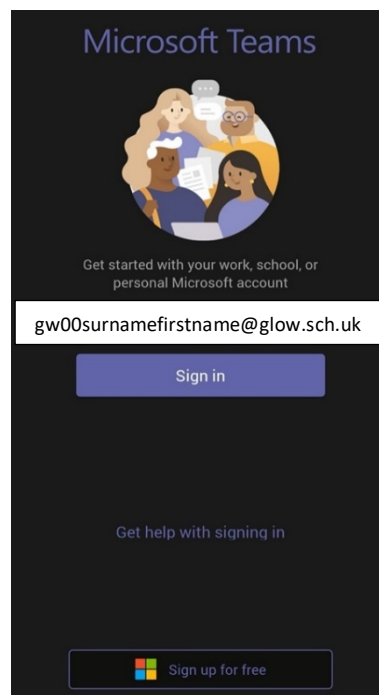 Microsoft Teams
Get started with your work, school, or
personal Microsoft account
gw00surnamefirstname@glow.sch.uk
Sign in
Get help with signing in
Sign up for free